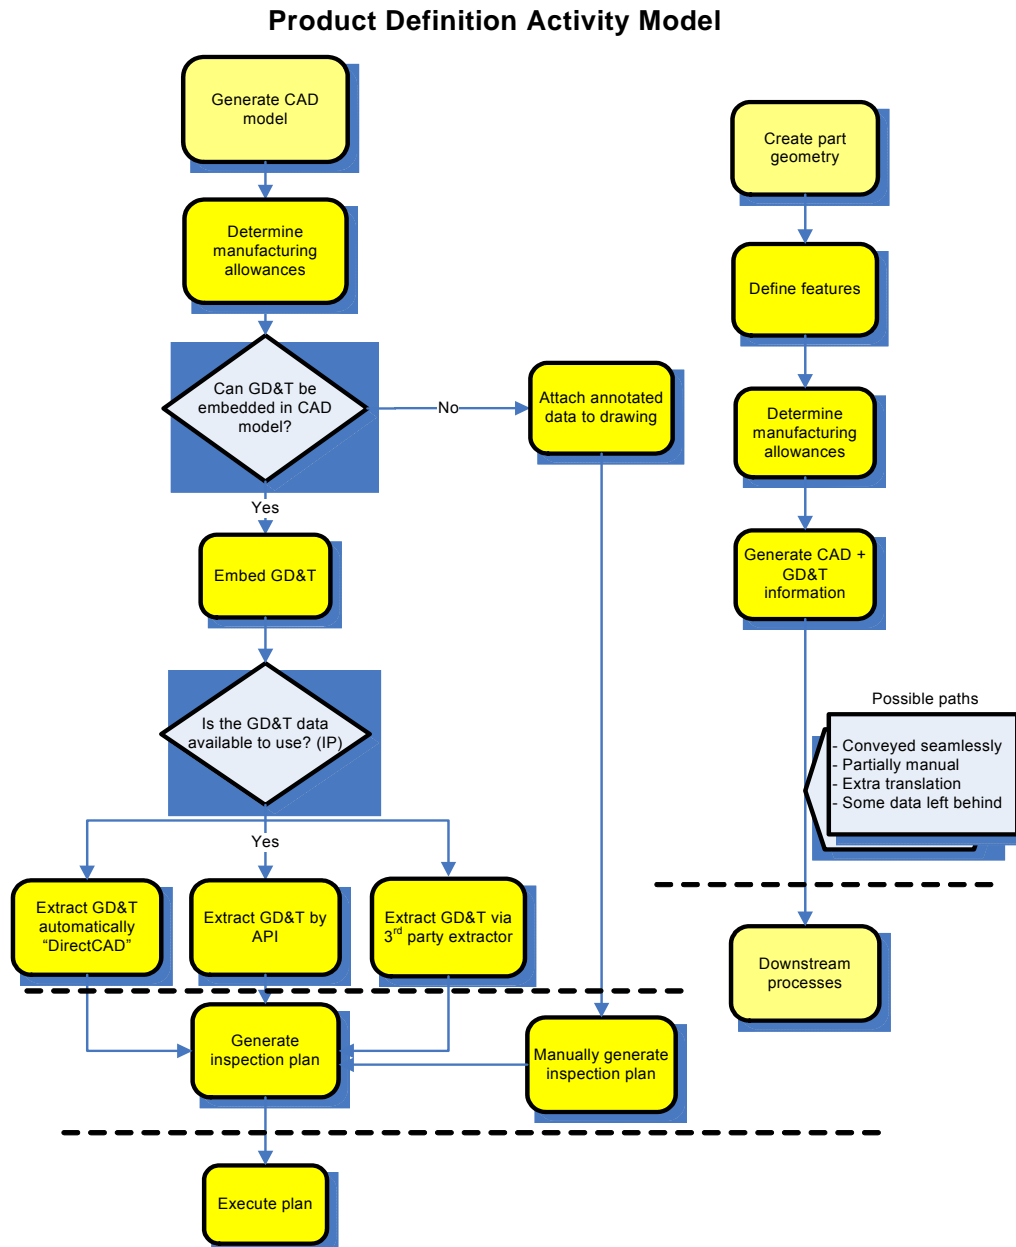 Product Definition Activity Model
Generate CAD
model
Determine
manufacturing
allowances
Can GD&T be
embedded in CAD
model?
No
Attach annotated
data to drawing
Yes
Embed GD&T
Is the GD&T data
available to use? (IP)
Yes
Extract GD&T
automatically
“DirectCAD”
Extract GD&T by
API
Extract GD&T via
3rd party extractor
Generate
inspection plan
Manually generate
inspection plan
Execute plan
Create part
geometry
Define features
Determine
manufacturing
allowances
Generate CAD +
GD&T
information
Possible paths
- Conveyed seamlessly
- Partially manual
- Extra translation
- Some data left behind
Downstream
processes